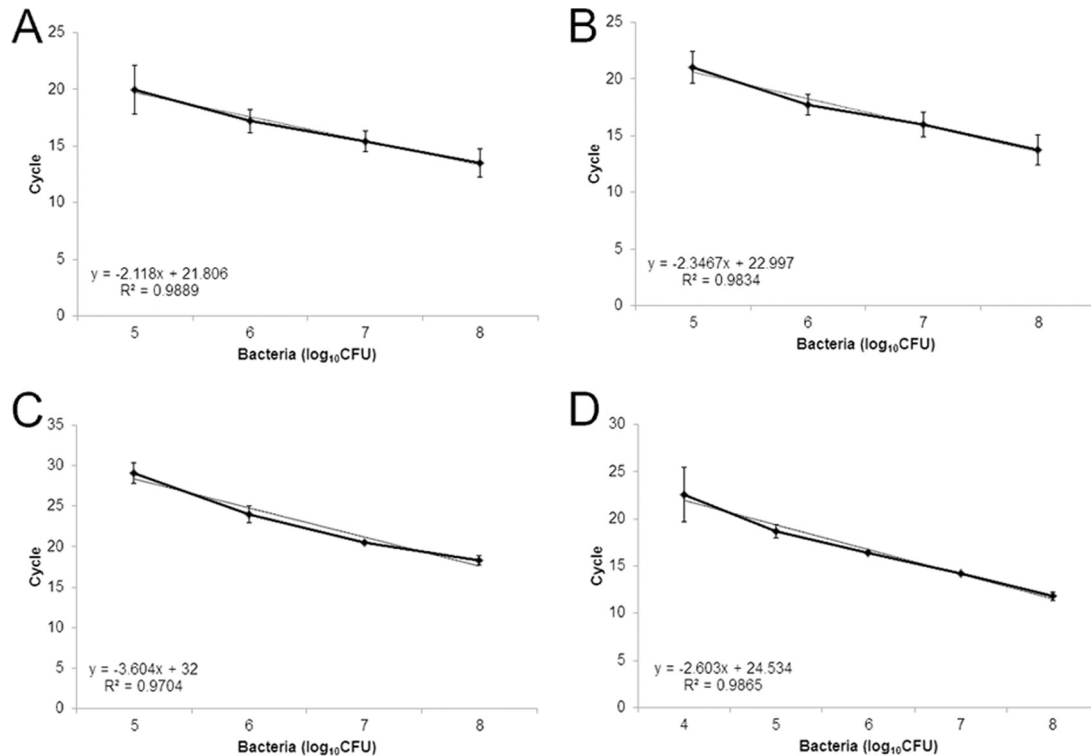 A
25
20
15
10
5
0
Cycle
y = -2.118x + 21.806
R² = 0.9889
5 6 7 8
Bacteria (log₁₀CFU)
B
25
20
15
10
5
0
Cycle
y = -2.3467x + 22.997
R² = 0.9834
5 6 7 8
Bacteria (log₁₀CFU)
C
35
30
25
20
15
10
5
0
Cycle
y = -3.604x + 32
R² = 0.9704
5 6 7 8
Bacteria (log₁₀CFU)
D
30
25
20
15
10
5
0
Cycle
y = -2.603x + 24.534
R² = 0.9865
4 5 6 7 8
Bacteria (log₁₀CFU)